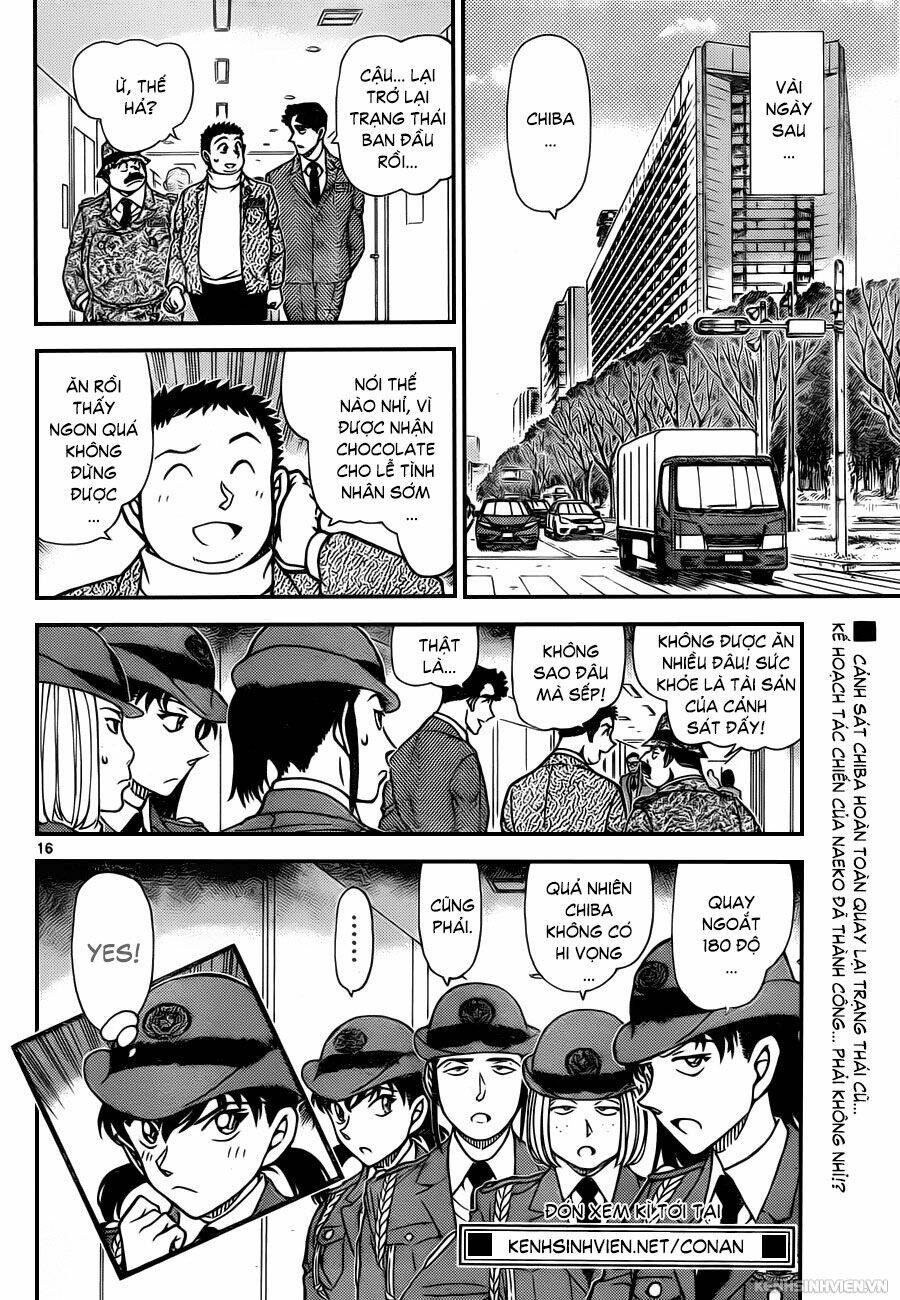 VÀI
NGÀY
SAU
...
CHIBA
...
CẬU... LẠI
TRỞ LẠI
TRẠNG THÁI
BAN ĐẦU
RỒI...
Ừ, THẾ
HẢ?
NÓI THẾ
NÀO NHỈ, VÌ
ĐƯỢC NHẬN
CHOCOLATE
CHO LỄ TÌNH
NHÂN SỚM
ĂN RỒI
THẤY
NGON QUÁ
KHÔNG
ĐỪNG
ĐƯỢC
...
KHÔNG ĐƯỢC ĂN
NHIỀU ĐÂU! SỨC
KHỎE LÀ TÀI SẢN
CỦA CẢNH
SÁT ĐẤY!
KHÔNG
SAO ĐÂU
MÀ SẾP!
THẬT
LÀ...
16
QUAY
NGOẮT
180 ĐỘ
...
QUẢ NHIÊN
CHIBA
KHÔNG CÓ
HI VỌNG
...
CŨNG
PHẢI.
......
YES!
CẢNH SÁT CHIBA HOÀN TOÀN QUAY LẠI TRẠNG THÁI CŨ...
KẾ HOẠCH TÁC CHIẾN CỦA NAEKO ĐÃ THÀNH CÔNG... PHẢI KHÔNG NHỈ!?
ĐÓN XEM KÌ TỚI TẠI
KENHSINHVIEN.NET/CONAN
KENHSINHVIEN.VN